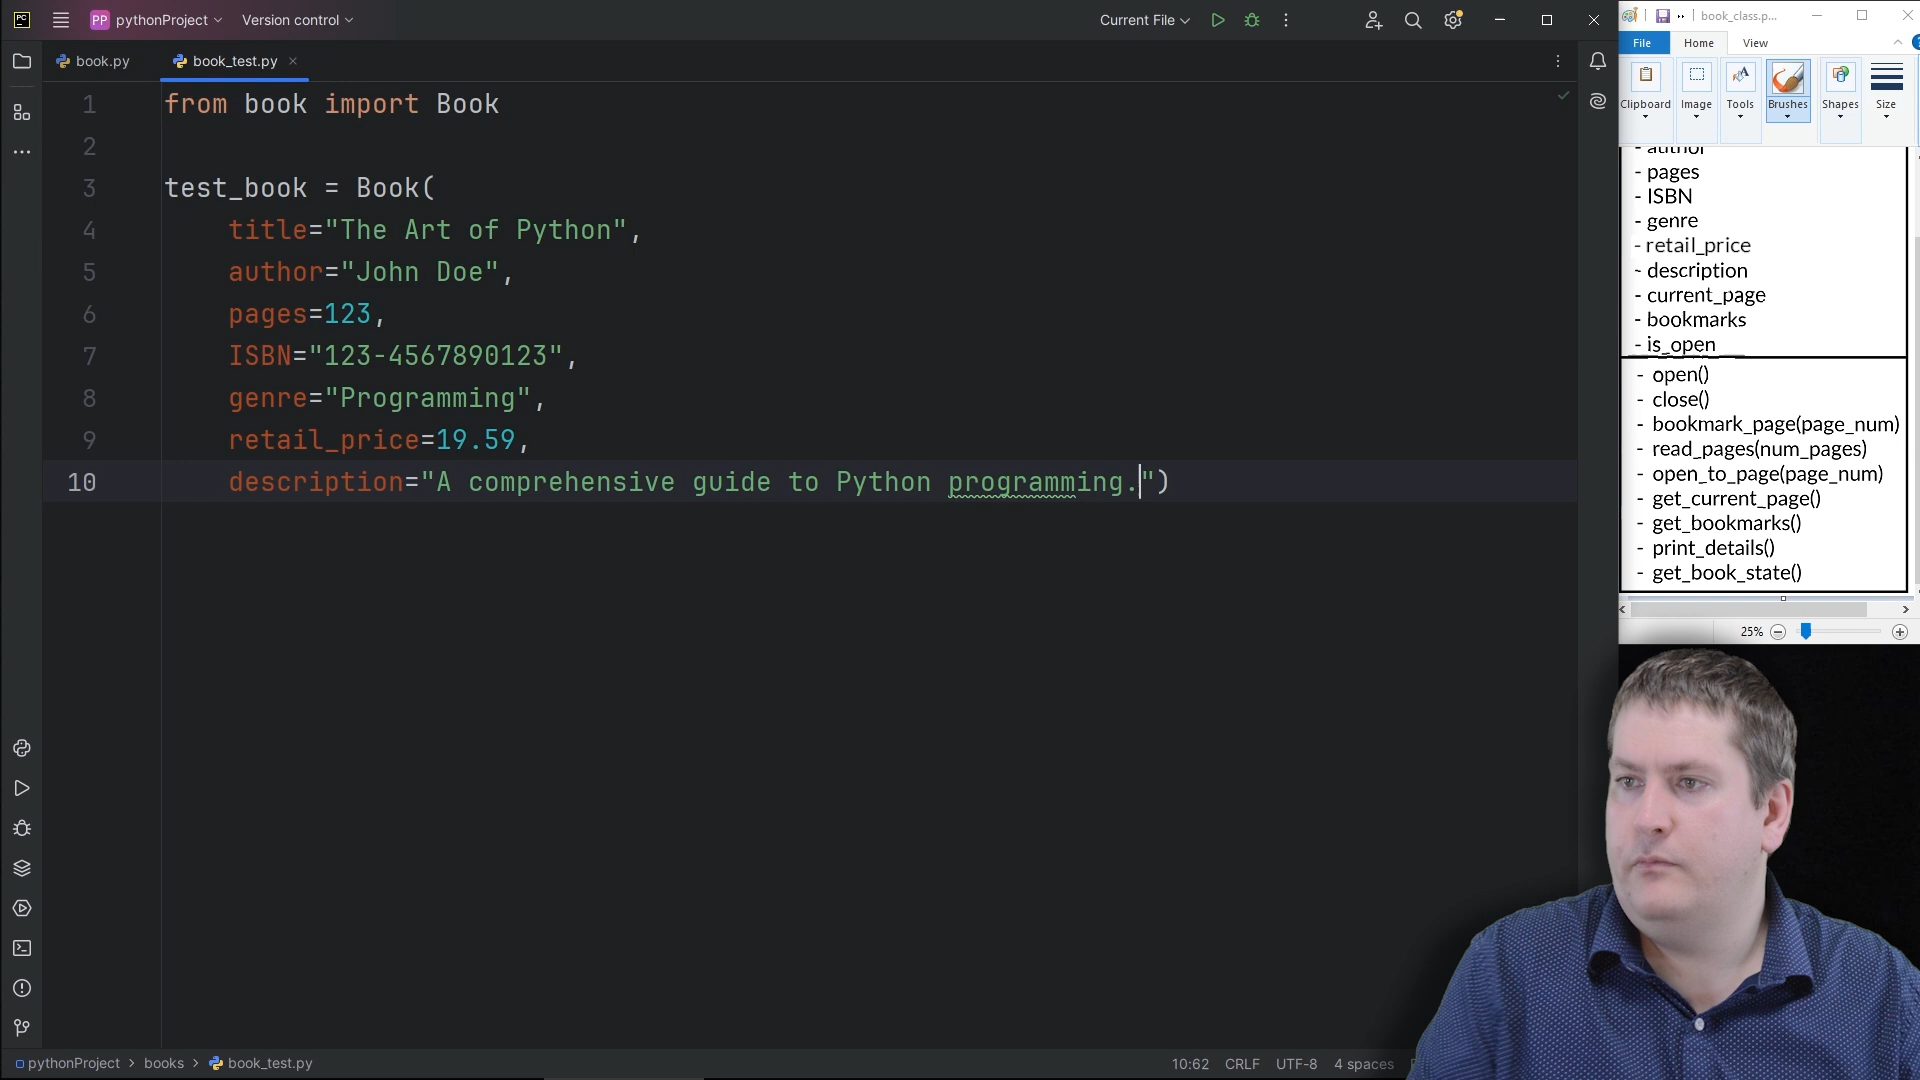 PC
PP pythonProject
Version control
Current File
book.py
book_test.py
1 from book import Book
2
3 test_book = Book(
4 title="The Art of Python",
5 author="John Doe",
6 pages=123,
7 ISBN="123-4567890123",
8 genre="Programming",
9 retail_price=19.59,
10 description="A comprehensive guide to Python programming.")
pythonProject > books > book_test.py
10:62 CRLF UTF-8 4 spaces
book_class.p...
File Home View
Clipboard Image Tools Brushes Shapes Size
- author
- pages
- ISBN
- genre
- retail_price
- description
- current_page
- bookmarks
- is_open
- open()
- close()
- bookmark_page(page_num)
- read_pages(num_pages)
- open_to_page(page_num)
- get_current_page()
- get_bookmarks()
- print_details()
- get_book_state()
25%